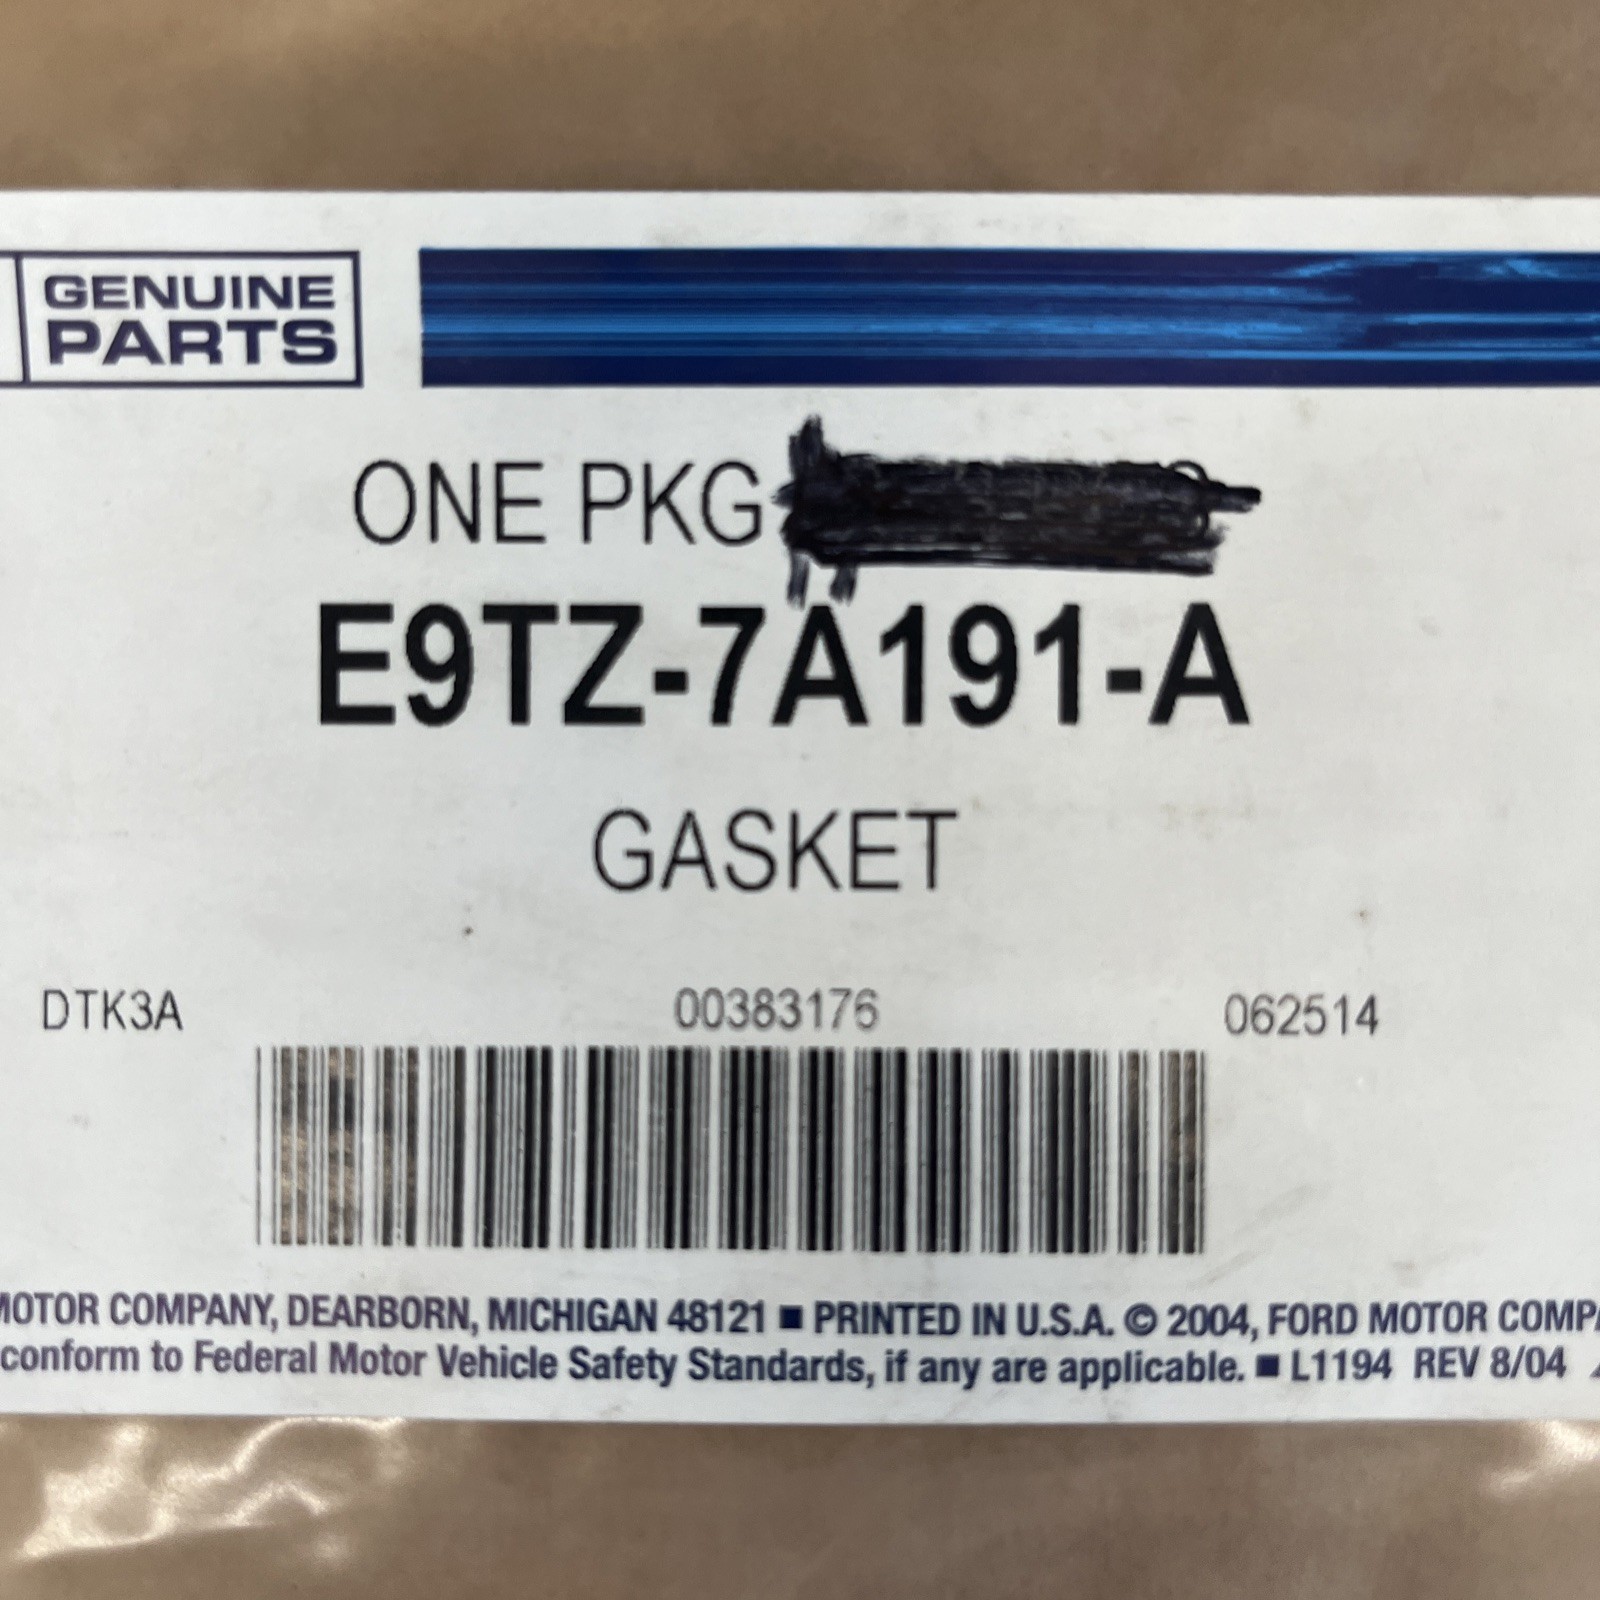 GENUINE
PARTS
ONE PKG
E9TZ-7A191-A
GASKET
DTK3A 00383176 062514
MOTOR COMPANY, DEARBORN, MICHIGAN 48121 ■ PRINTED IN U.S.A. © 2004, FORD MOTOR COMPA
conform to Federal Motor Vehicle Safety Standards, if any are applicable. ■ L1194 REV 8/04